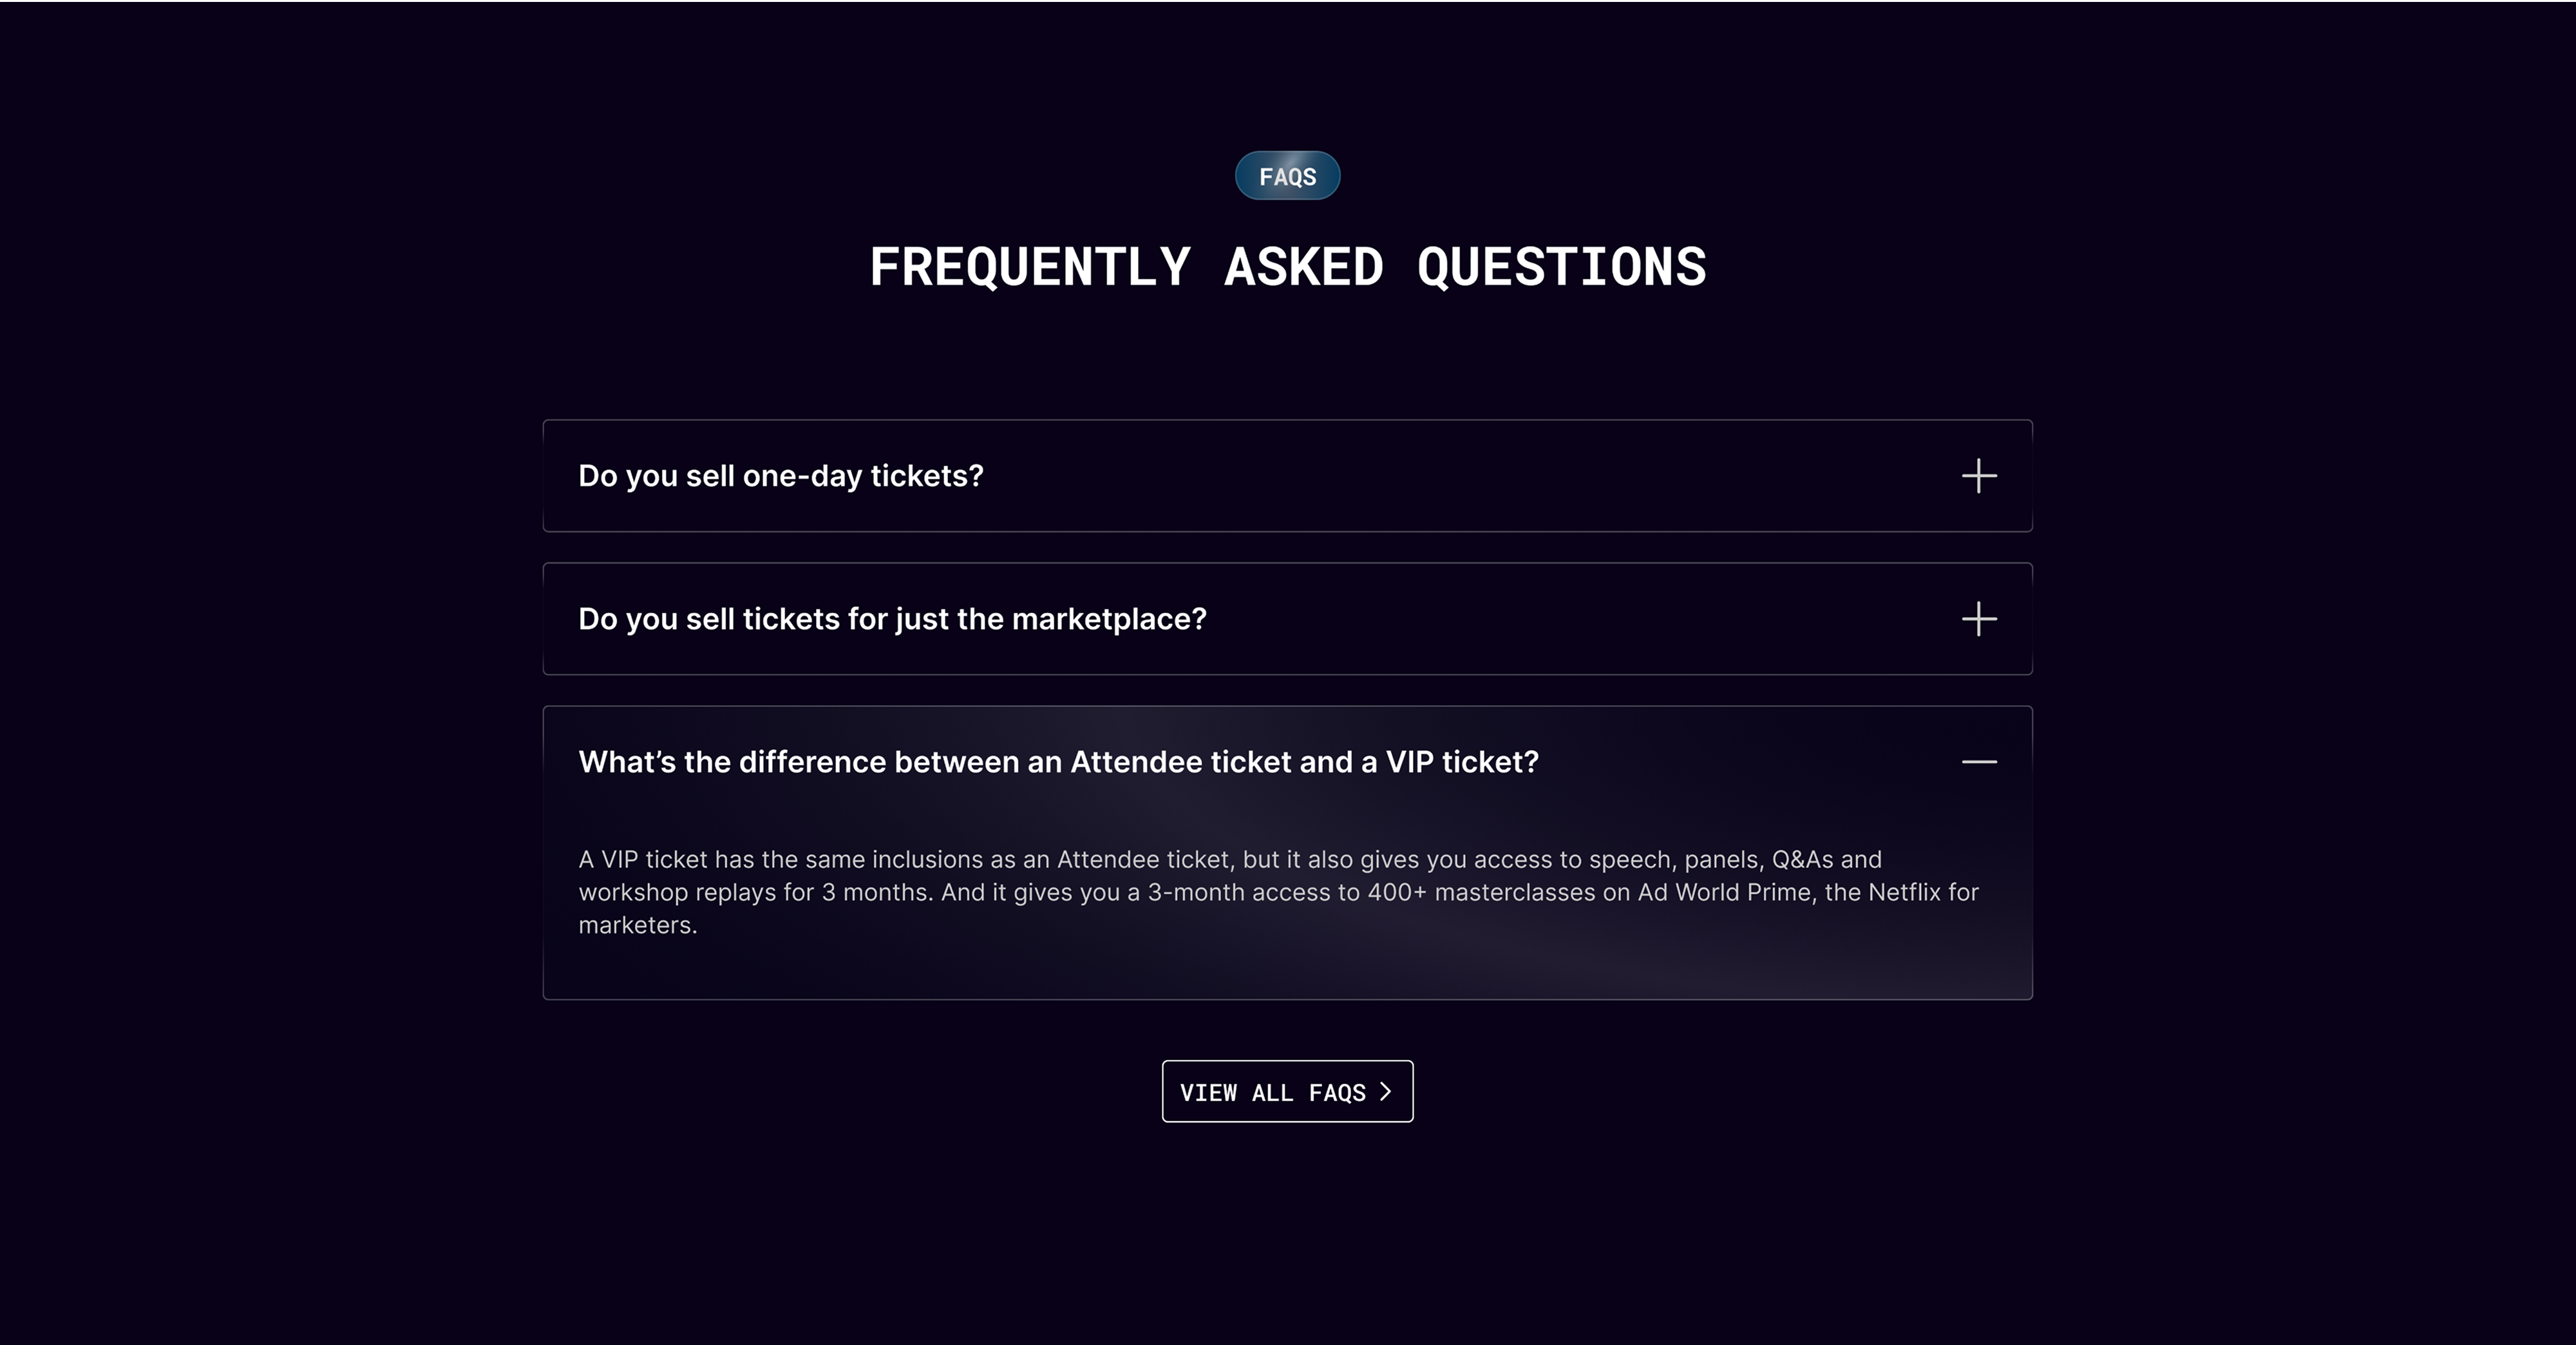 FAQS
FREQUENTLY ASKED QUESTIONS
Do you sell one-day tickets?
Do you sell tickets for just the marketplace?
What’s the difference between an Attendee ticket and a VIP ticket?
A VIP ticket has the same inclusions as an Attendee ticket, but it also gives you access to speech, panels, Q&As and
workshop replays for 3 months. And it gives you a 3-month access to 400+ masterclasses on Ad World Prime, the Netflix for
marketers.
VIEW ALL FAQS